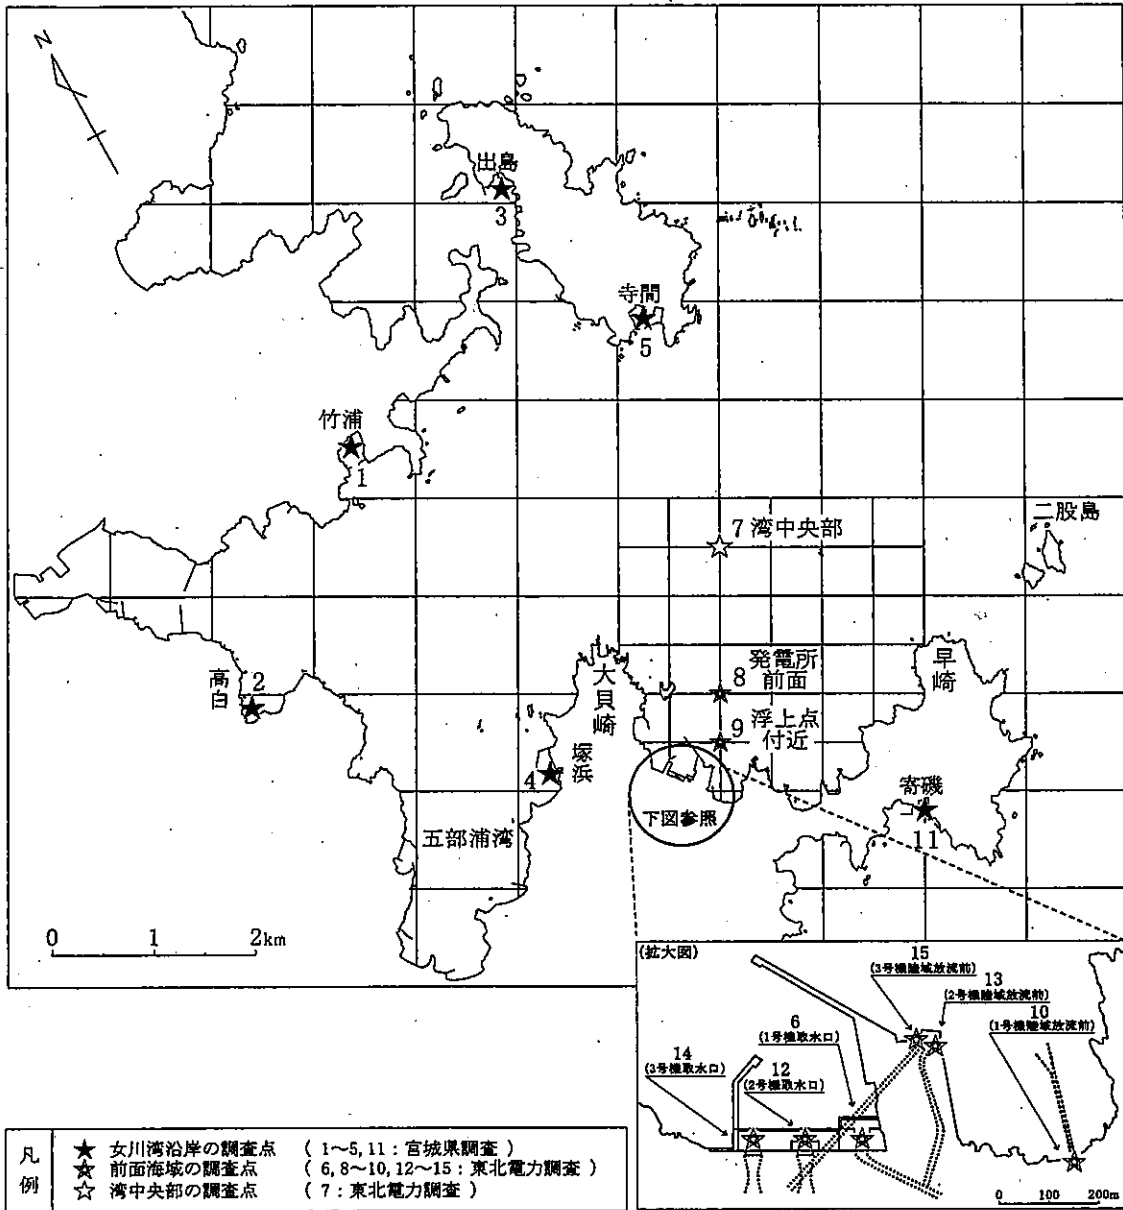 N
出島
3
寺間
5
竹浦
1
7 湾中央部
二股島
発電所
前面
8
早崎
大貝崎
高白
2
9
浮上点
付近
塚浜
4
寄磯
11
五部浦湾
下図参照
0 1 2km
(拡大図)
15
(3号機陸域放流前)
13
(2号機陸域放流前)
10
(1号機陸域放流前)
6
(1号機取水口)
14
(3号機取水口)
12
(2号機取水口)
0 100 200m
凡例
★ 女川湾沿岸の調査点 ( 1~5, 11 : 宮城県調査 )
前面海域の調査点 ( 6, 8~10, 12~15 : 東北電力調査 )
☆ 湾中央部の調査点 ( 7 : 東北電力調査 )